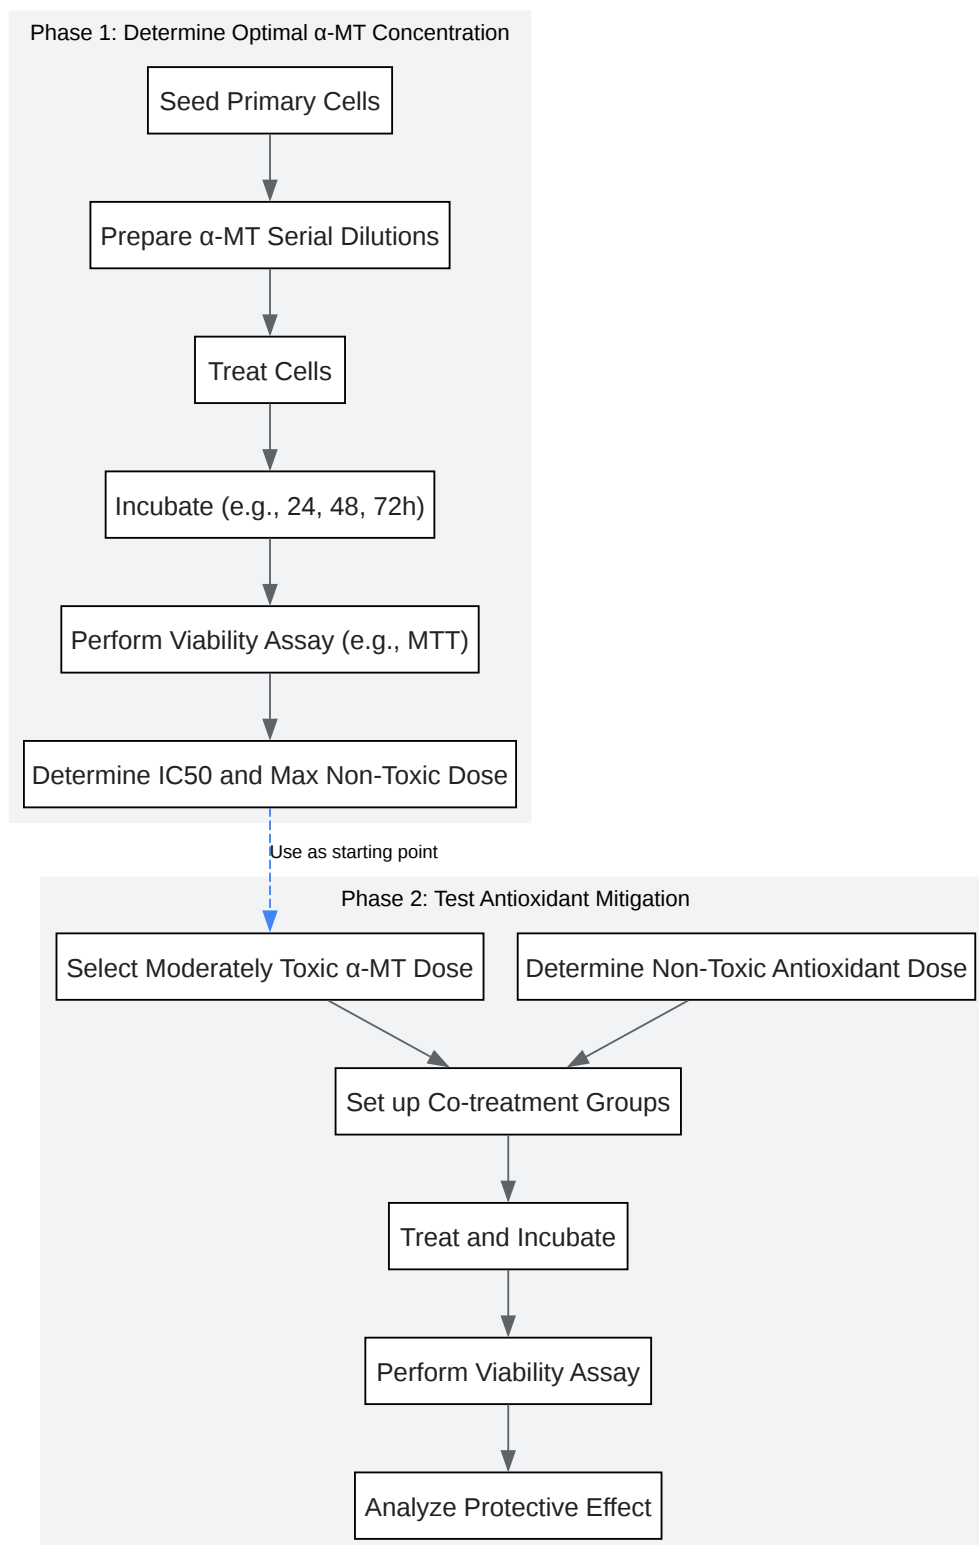 Phase 1: Determine Optimal α-MT Concentration
Seed Primary Cells
Prepare α-MT Serial Dilutions
Treat Cells
Incubate (e.g., 24, 48, 72h)
Perform Viability Assay (e.g., MTT)
Determine IC50 and Max Non-Toxic Dose
Use as starting point
Phase 2: Test Antioxidant Mitigation
Select Moderately Toxic α-MT Dose
Determine Non-Toxic Antioxidant Dose
Set up Co-treatment Groups
Treat and Incubate
Perform Viability Assay
Analyze Protective Effect